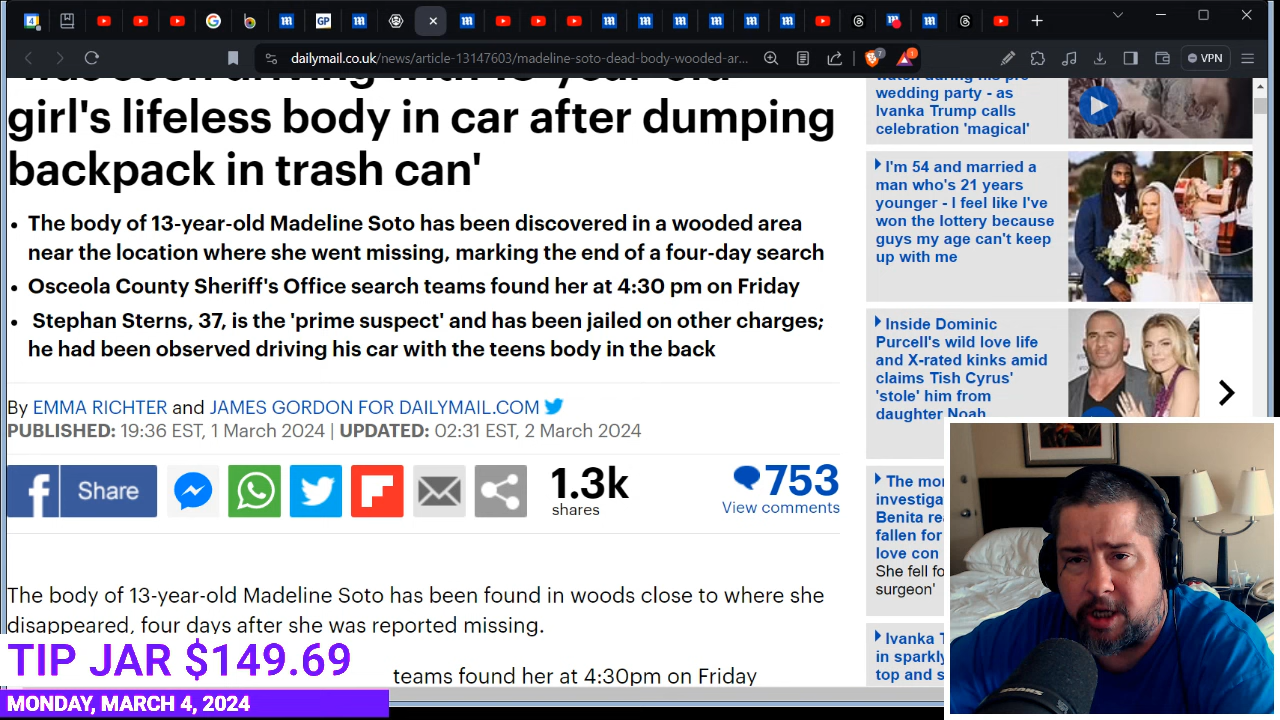 dailymail.co.uk/news/article-13147603/madeline-soto-dead-body-wooded-ar...
VPN
girl's lifeless body in car after dumping
backpack in trash can'
• The body of 13-year-old Madeline Soto has been discovered in a wooded area
near the location where she went missing, marking the end of a four-day search
• Osceola County Sheriff's Office search teams found her at 4:30 pm on Friday
• Stephan Sterns, 37, is the 'prime suspect' and has been jailed on other charges;
he had been observed driving his car with the teens body in the back
By EMMA RICHTER and JAMES GORDON FOR DAILYMAIL.COM
PUBLISHED: 19:36 EST, 1 March 2024 | UPDATED: 02:31 EST, 2 March 2024
Share
1.3k
shares
753
View comments
The body of 13-year-old Madeline Soto has been found in woods close to where she
disappeared, four days after she was reported missing.
teams found her at 4:30pm on Friday
wedding party - as
Ivanka Trump calls
celebration 'magical'
I'm 54 and married a
man who's 21 years
younger - I feel like I've
won the lottery because
guys my age can't keep
up with me
Inside Dominic
Purcell's wild love life
and X-rated kinks amid
claims Tish Cyrus'
'stole' him from
daughter Noah
The mor
investiga
Benita re
fallen for
love con
She fell fo
surgeon'
Ivanka T
in sparkly
top and s
TIP JAR $149.69
MONDAY, MARCH 4, 2024